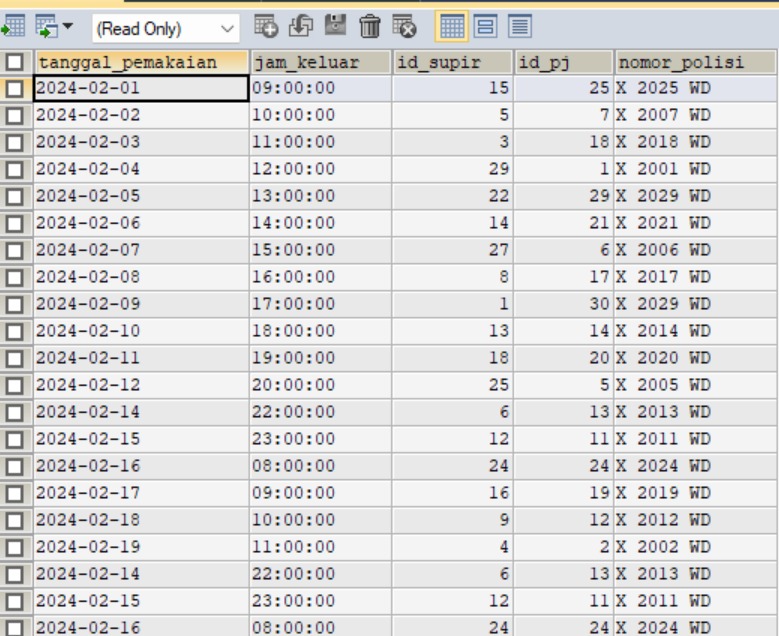 (Read Only)
tanggal_pemakaian jam_keluar id_supir id_pj nomor_polisi
2024-02-01 09:00:00 15 25 X 2025 WD
2024-02-02 10:00:00 5 7 X 2007 WD
2024-02-03 11:00:00 3 18 X 2018 WD
2024-02-04 12:00:00 29 1 X 2001 WD
2024-02-05 13:00:00 22 29 X 2029 WD
2024-02-06 14:00:00 14 21 X 2021 WD
2024-02-07 15:00:00 27 6 X 2006 WD
2024-02-08 16:00:00 8 17 X 2017 WD
2024-02-09 17:00:00 1 30 X 2029 WD
2024-02-10 18:00:00 13 14 X 2014 WD
2024-02-11 19:00:00 18 20 X 2020 WD
2024-02-12 20:00:00 25 5 X 2005 WD
2024-02-14 22:00:00 6 13 X 2013 WD
2024-02-15 23:00:00 12 11 X 2011 WD
2024-02-16 08:00:00 24 24 X 2024 WD
2024-02-17 09:00:00 16 19 X 2019 WD
2024-02-18 10:00:00 9 12 X 2012 WD
2024-02-19 11:00:00 4 2 X 2002 WD
2024-02-14 22:00:00 6 13 X 2013 WD
2024-02-15 23:00:00 12 11 X 2011 WD
2024-02-16 08:00:00 24 24 X 2024 WD